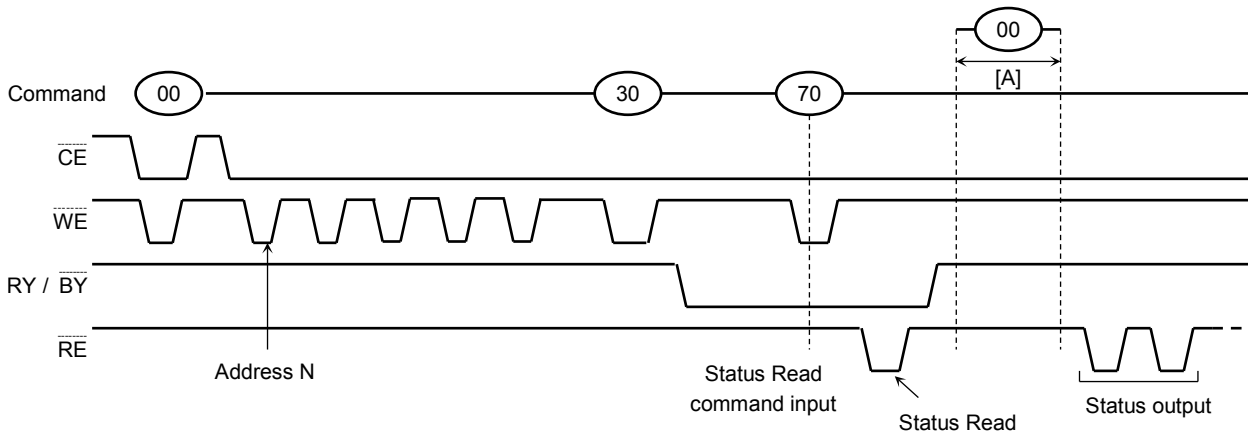 00
[A]
Command 00 30 70
CE
WE
RY / BY
RE
Address N
Status Read
command input
Status Read
Status output